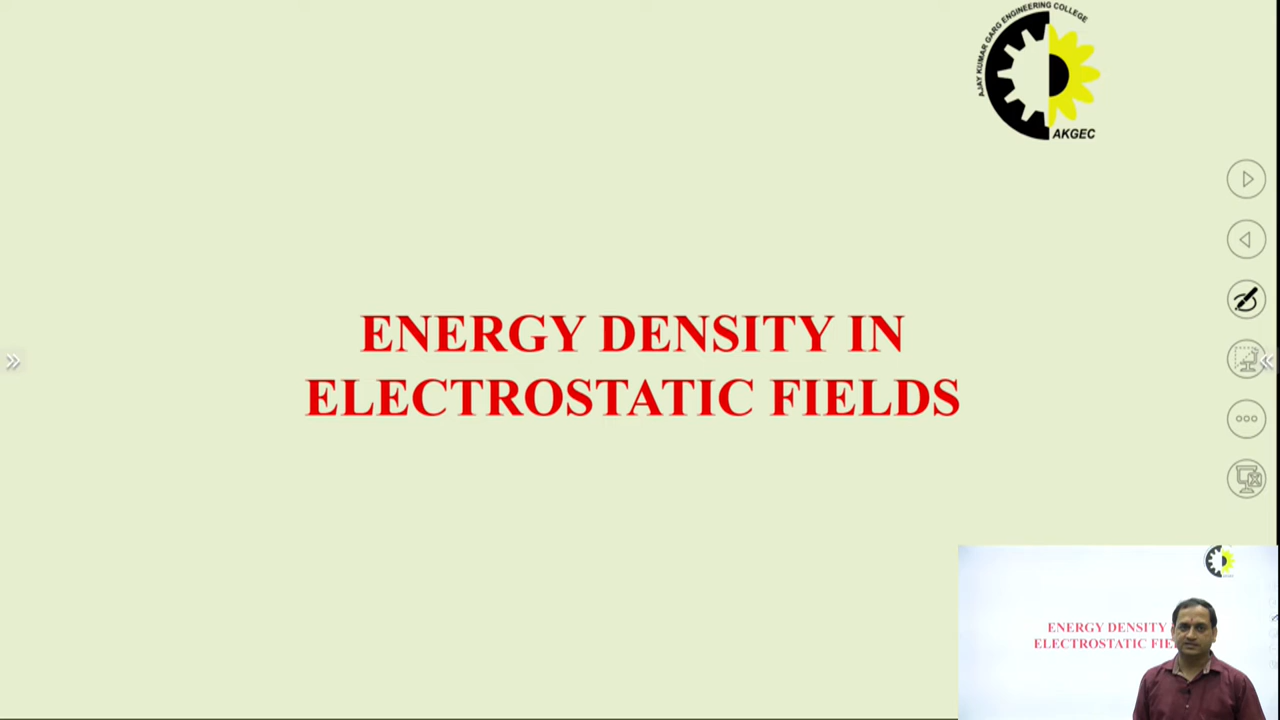 AJAY KUMAR GARG ENGINEERING COLLEGE
AKGEC
ENERGY DENSITY IN
ELECTROSTATIC FIELDS
ENERGY DENSITY
ELECTROSTATIC FIE